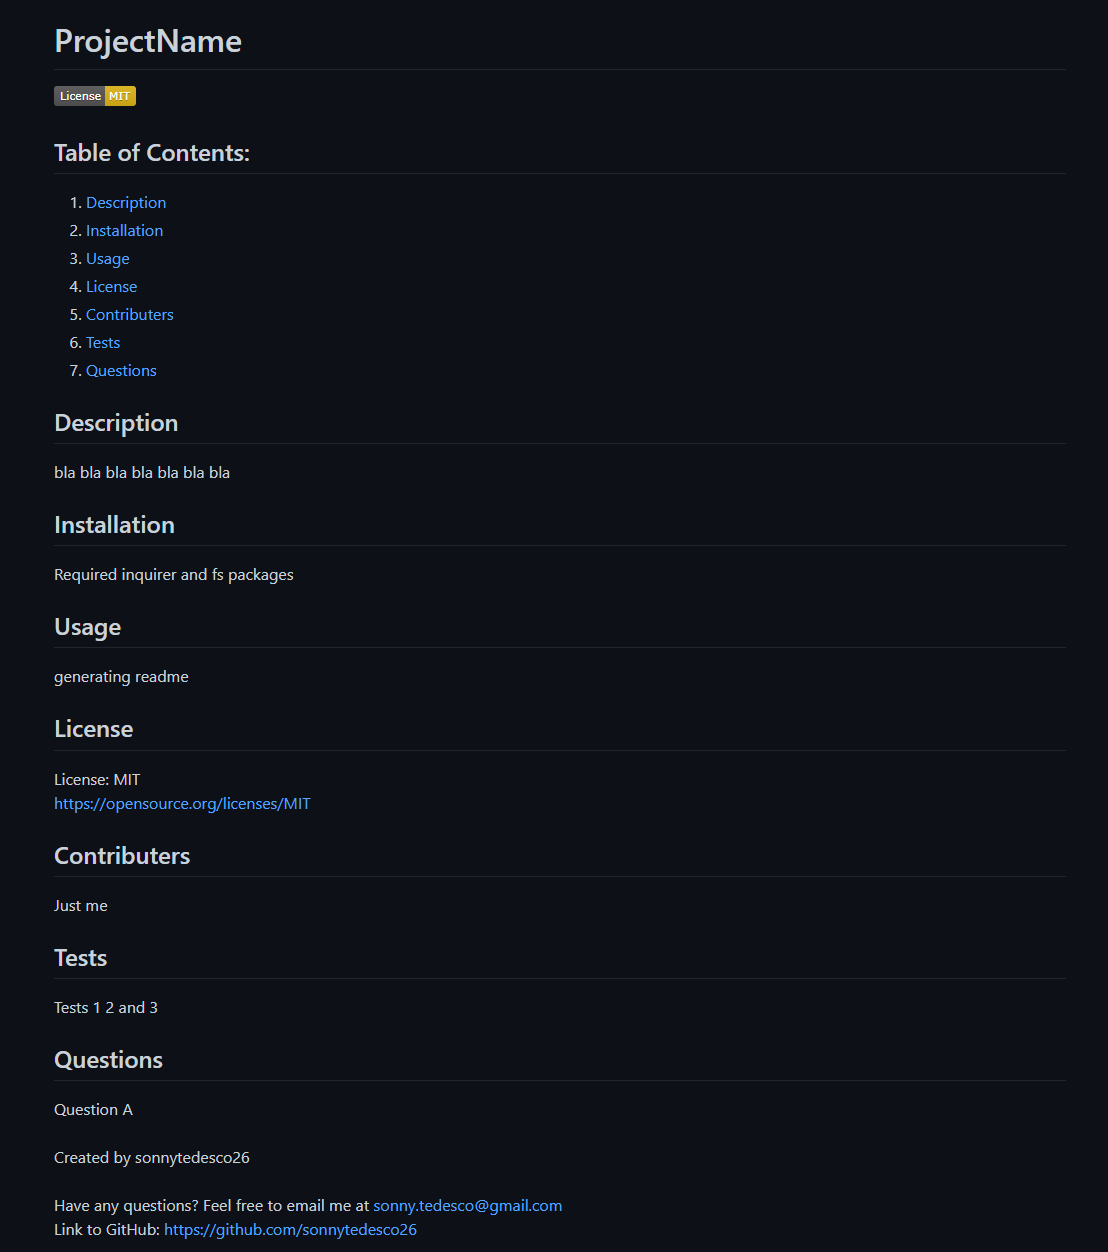 ProjectName
License MIT
Table of Contents:
1. Description
2. Installation
3. Usage
4. License
5. Contributers
6. Tests
7. Questions
Description
bla bla bla bla bla bla bla
Installation
Required inquirer and fs packages
Usage
generating readme
License
License: MIT
https://opensource.org/licenses/MIT
Contributers
Just me
Tests
Tests 1 2 and 3
Questions
Question A
Created by sonnytedesco26
Have any questions? Feel free to email me at sonny.tedesco@gmail.com
Link to GitHub: https://github.com/sonnytedesco26